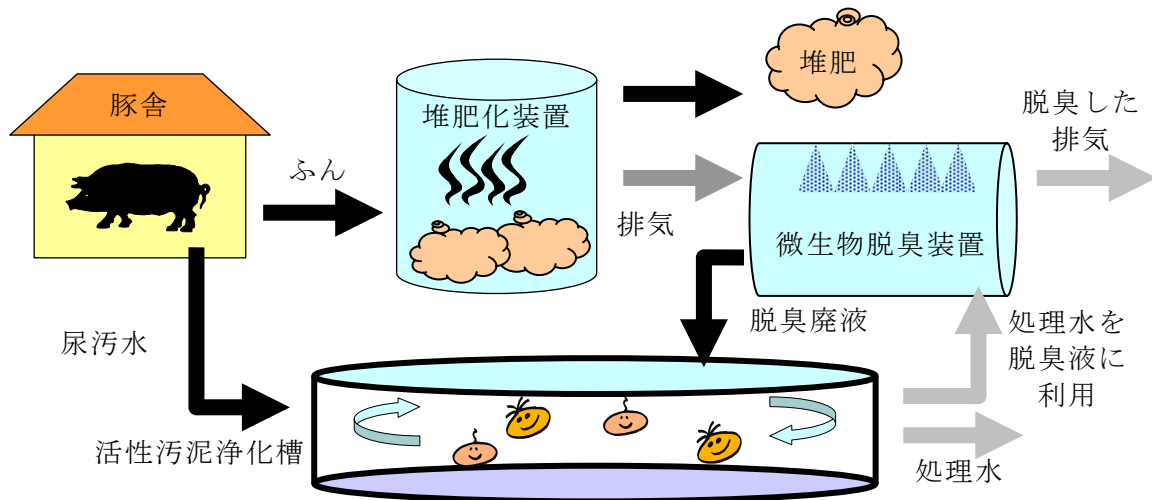 豚舎
ふん
堆肥化装置
堆肥
排気
脱臭した
排気
微生物脱臭装置
脱臭廃液
尿汚水
処理水を
脱臭液に
利用
活性汚泥浄化槽
処理水